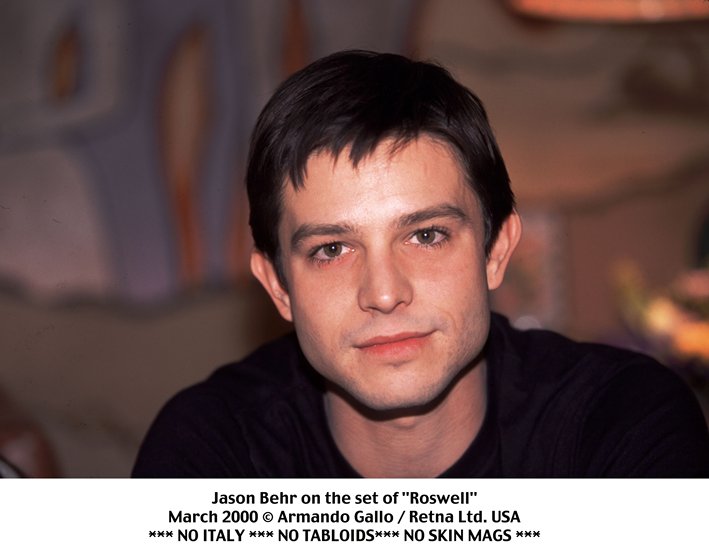 Jason Behr on the set of "Roswell"
March 2000 © Armando Gallo / Retna Ltd. USA
*** NO ITALY *** NO TABLOIDS*** NO SKIN MAGS ***